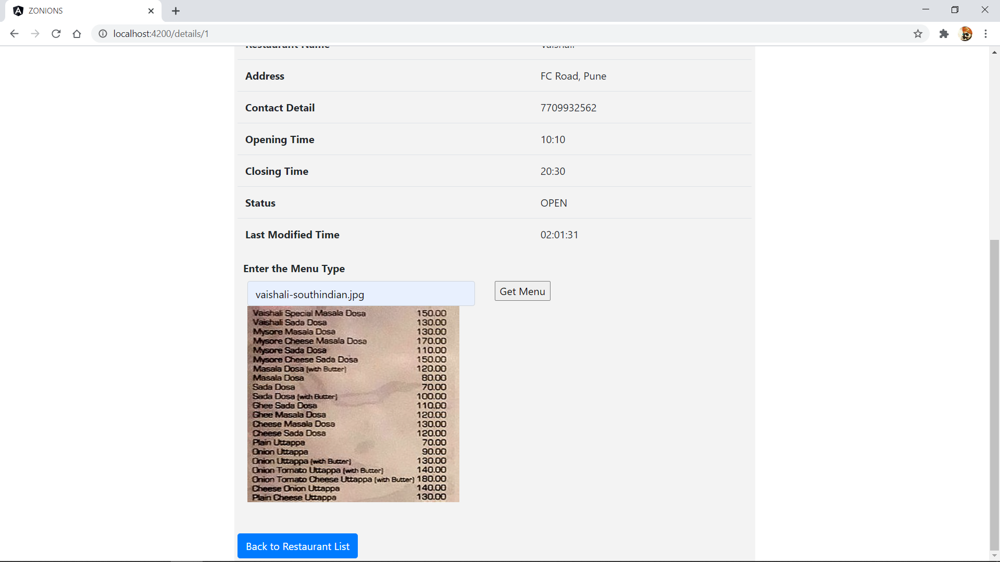 ZONIONS
localhost:4200/details/1
Restaurant Name Vaishali
Address FC Road, Pune
Contact Detail 7709932562
Opening Time 10:10
Closing Time 20:30
Status OPEN
Last Modified Time 02:01:31
Enter the Menu Type
vaishali-southindian.jpg Get Menu
Vaishali Special Masala Dosa 150.00
Vaishali Sada Dosa 130.00
Mysore Masala Dosa 130.00
Mysore Cheese Masala Dosa 170.00
Mysore Sada Dosa 110.00
Mysore Cheese Sada Dosa 150.00
Masala Dosa (with Butter) 120.00
Masala Dosa 80.00
Sada Dosa 70.00
Sada Dosa (with Butter) 100.00
Ghee Sada Dosa 110.00
Ghee Masala Dosa 120.00
Cheese Masala Dosa 130.00
Cheese Sada Dosa 120.00
Plain Uttappa 70.00
Onion Uttappa 90.00
Onion Uttappa (with Butter) 130.00
Onion Tomato Uttappa (with Butter) 140.00
Onion Tomato Cheese Uttappa (with Butter) 180.00
Cheese Onion Uttappa 140.00
Plain Cheese Uttappa 130.00
Back to Restaurant List